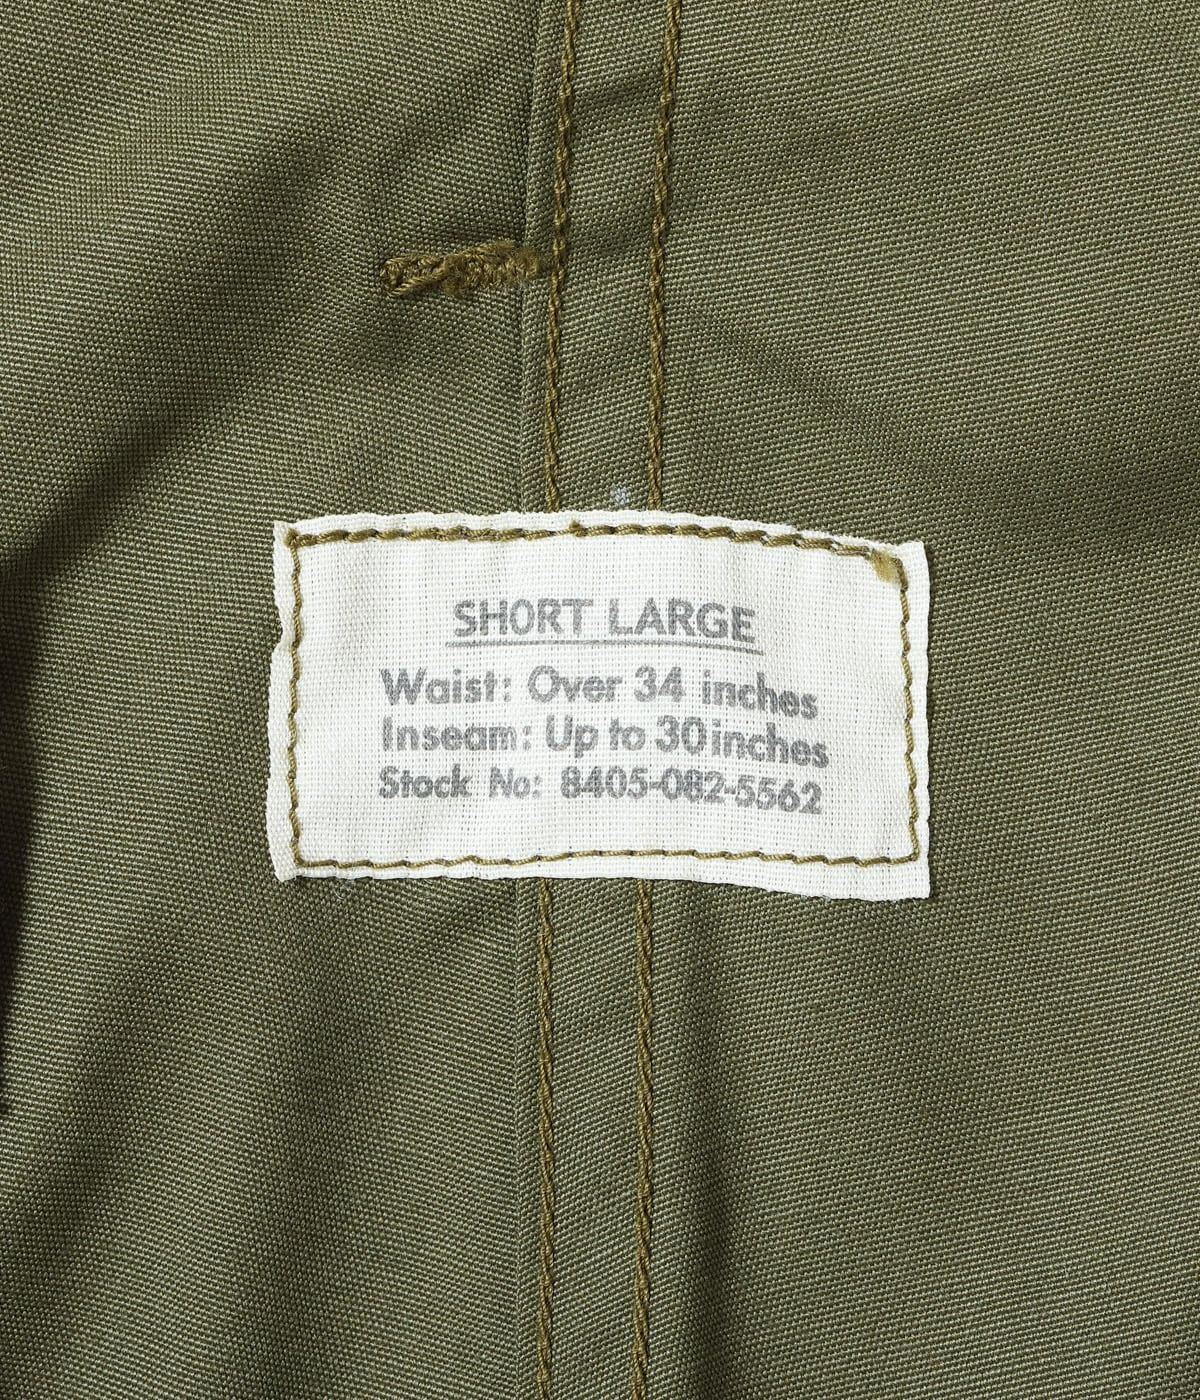 SHORT LARGE
Waist: Over 34 inches
Inseam: Up to 30 inches
Stock No: 8405-082-5562